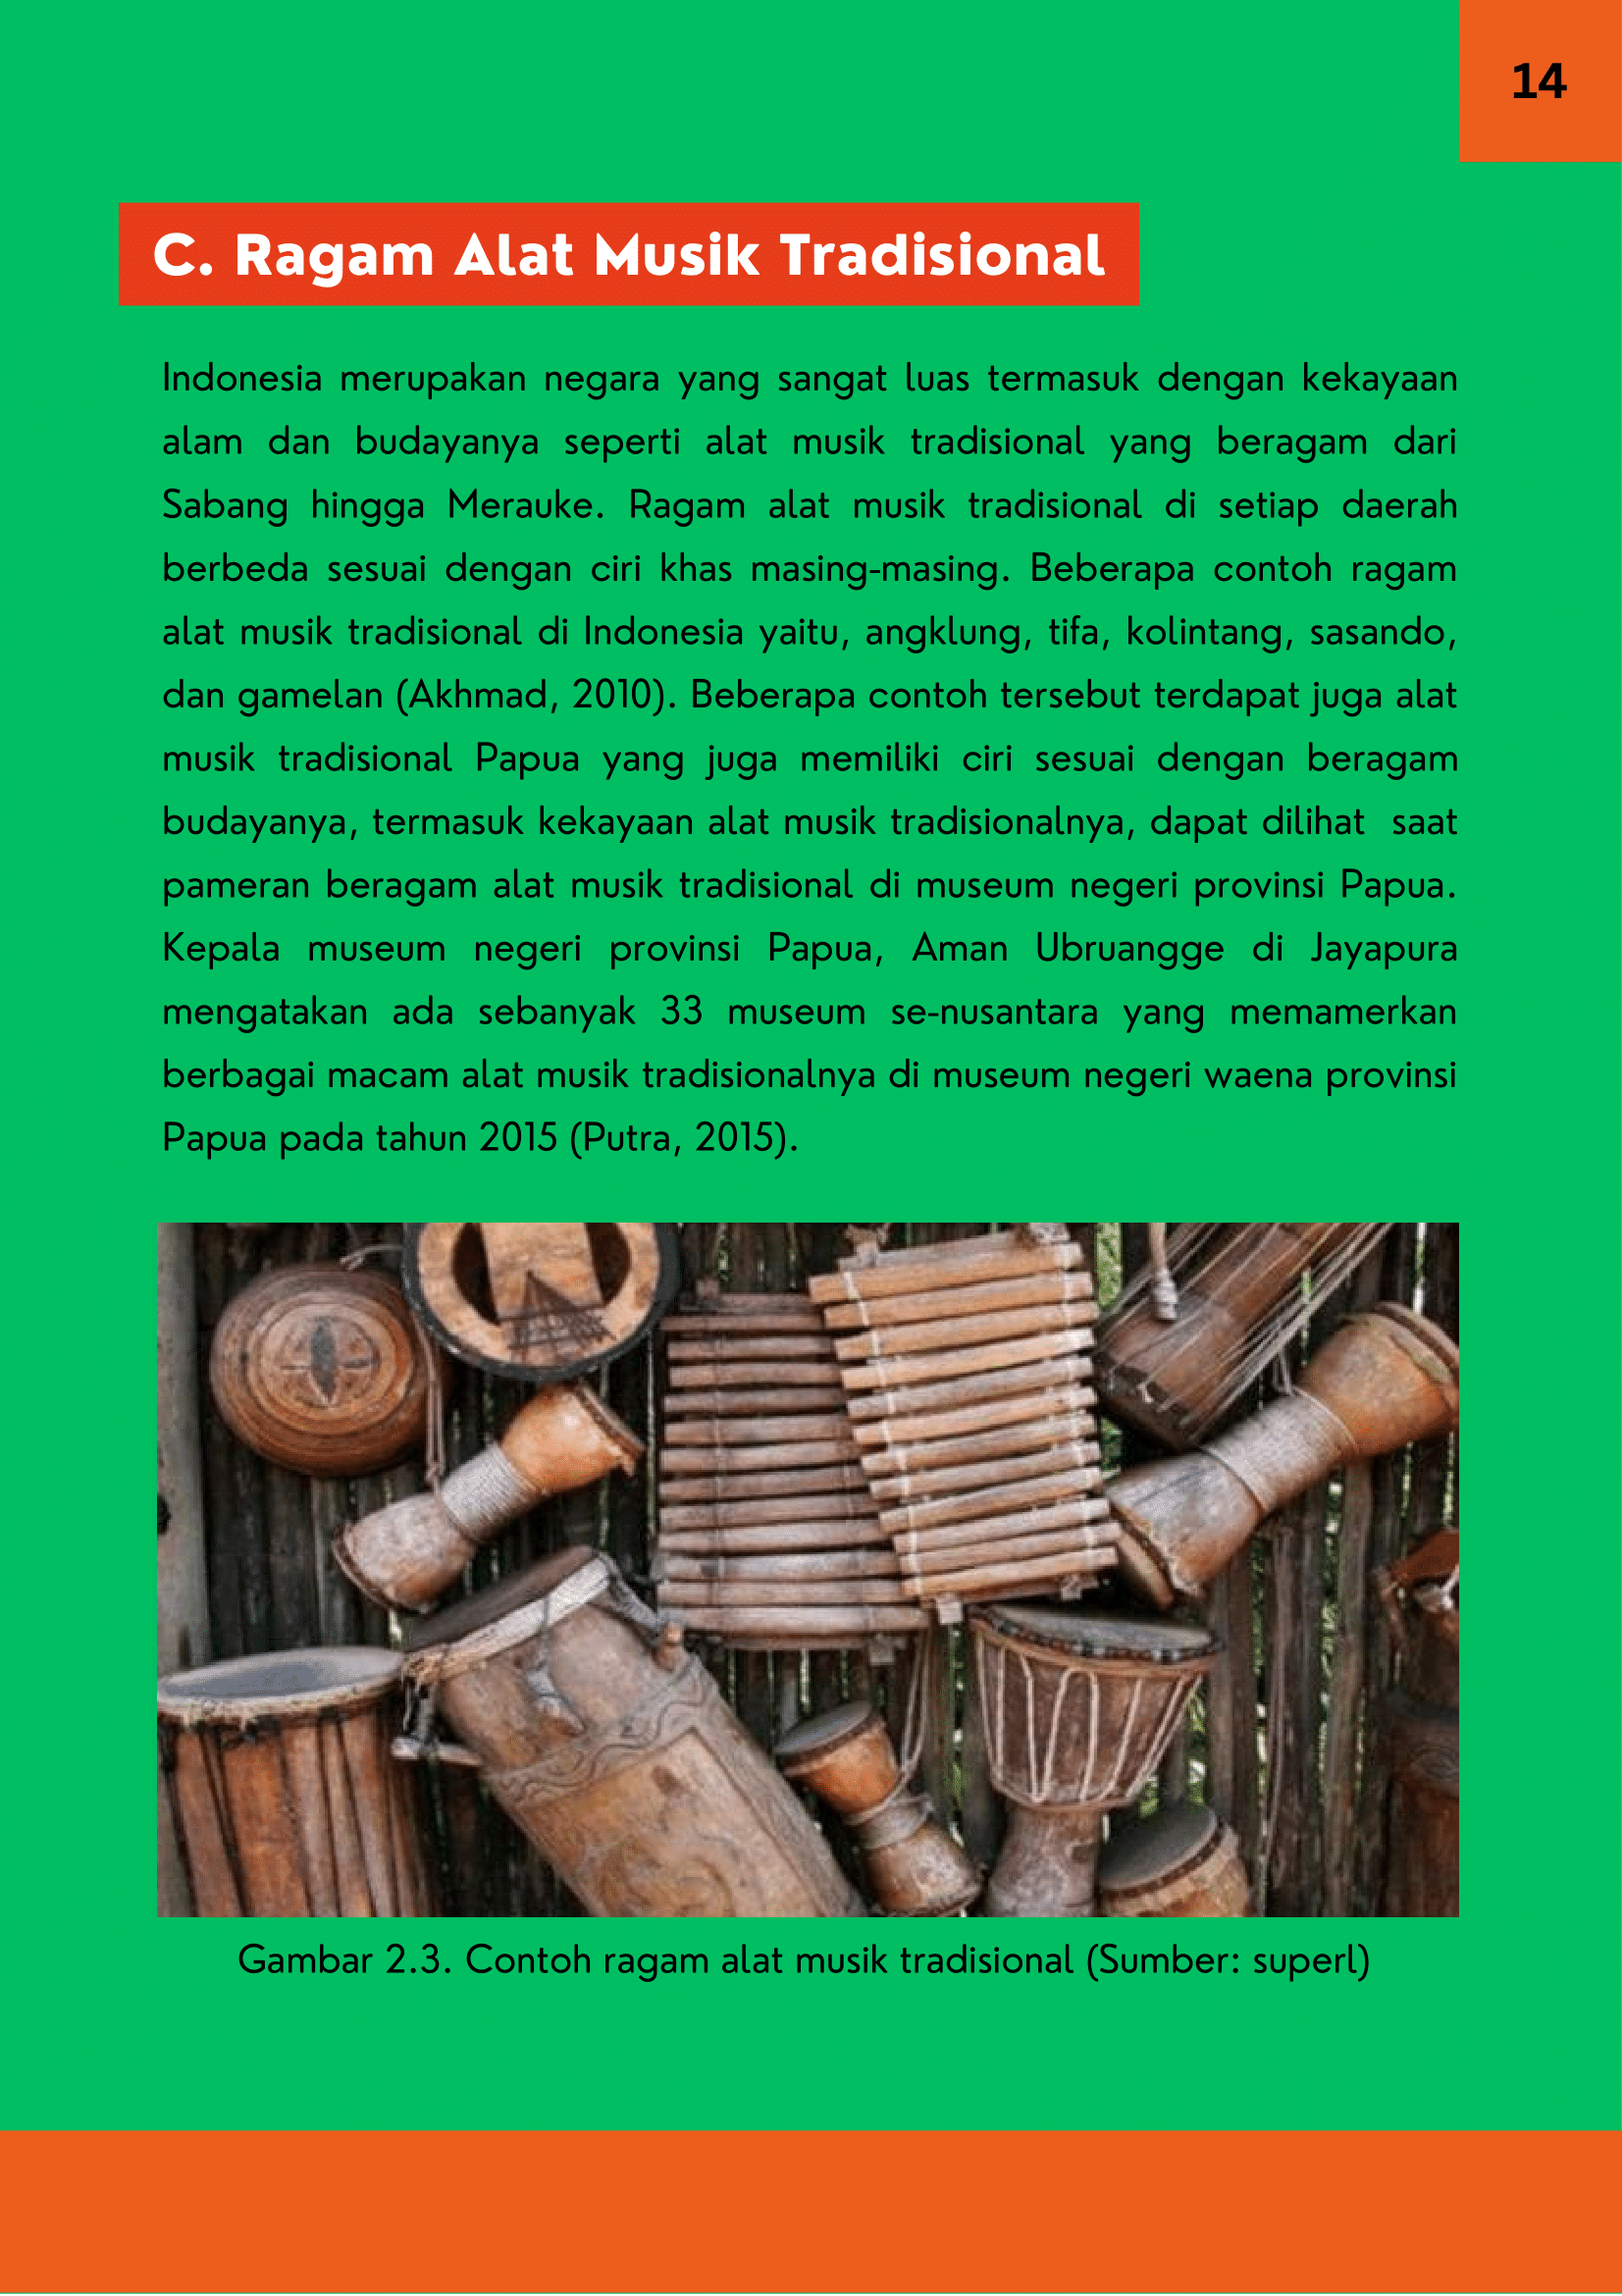 14
C. Ragam Alat Musik Tradisional
Indonesia merupakan negara yang sangat luas termasuk dengan kekayaan
alam dan budayanya seperti alat musik tradisional yang beragam dari
Sabang hingga Merauke. Ragam alat musik tradisional di setiap daerah
berbeda sesuai dengan ciri khas masing-masing. Beberapa contoh ragam
alat musik tradisional di Indonesia yaitu, angklung, tifa, kolintang, sasando,
dan gamelan (Akhmad, 2010). Beberapa contoh tersebut terdapat juga alat
musik tradisional Papua yang juga memiliki ciri sesuai dengan beragam
budayanya, termasuk kekayaan alat musik tradisionalnya, dapat dilihat saat
pameran beragam alat musik tradisional di museum negeri provinsi Papua.
Kepala museum negeri provinsi Papua, Aman Ubruangge di Jayapura
mengatakan ada sebanyak 33 museum se-nusantara yang memamerkan
berbagai macam alat musik tradisionalnya di museum negeri waena provinsi
Papua pada tahun 2015 (Putra, 2015).
Gambar 2.3. Contoh ragam alat musik tradisional (Sumber: superl)